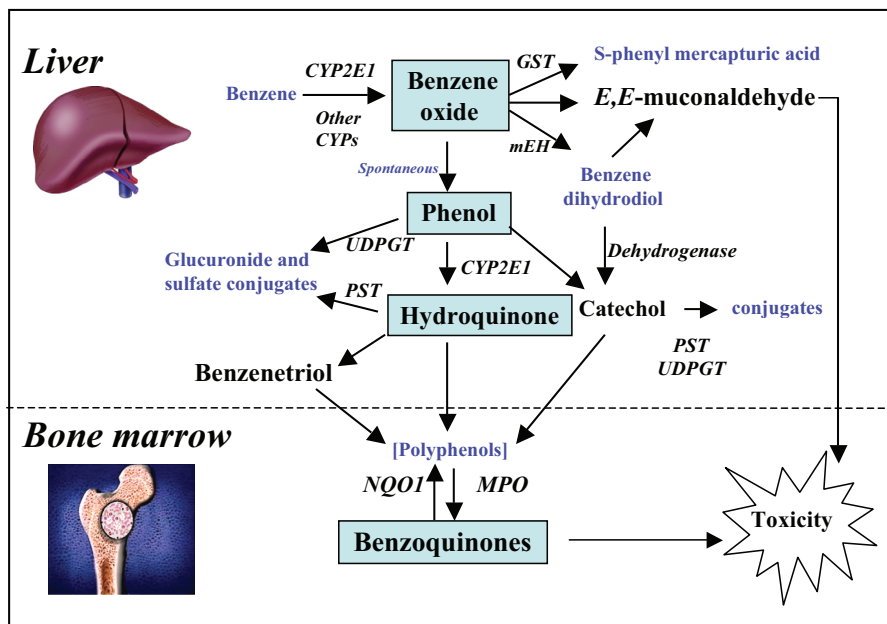 Liver
CYP2E1
GST
S-phenyl mercapturic acid
Benzene
Benzene
oxide
E,E-muconaldehyde
Other
CYPs
mEH
Spontaneous
Benzene
dihydrodiol
Phenol
UDPGT
Dehydrogenase
Glucuronide and
sulfate conjugates
CYP2E1
PST
Hydroquinone
Catechol
conjugates
PST
UDPGT
Benzenetriol
Bone marrow
[Polyphenols]
NQO1
MPO
Toxicity
Benzoquinones